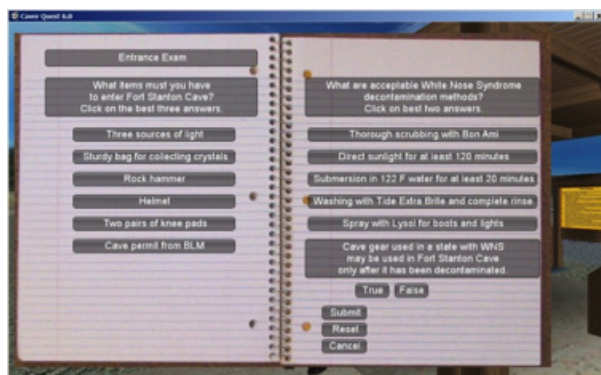 Caver Quest 6.0
Entrance Exam
What items must you have
to enter Fort Stanton Cave?
Click on the best three answers.
Three sources of light
Sturdy bag for collecting crystals
Rock hammer
Helmet
Two pairs of knee pads
Cave permit from BLM
What are acceptable White Nose Syndrome
decontamination methods?
Click on best two answers.
Thorough scrubbing with Bon Ami
Direct sunlight for at least 120 minutes
Submersion in 122 F water for at least 20 minutes
Washing with Tide Extra Brite and complete rinse
Spray with Lysol for boots and lights
Cave gear used in a state with WNS
may be used in Fort Stanton Cave
only after it has been decontaminated.
True False
Submit
Reset
Cancel